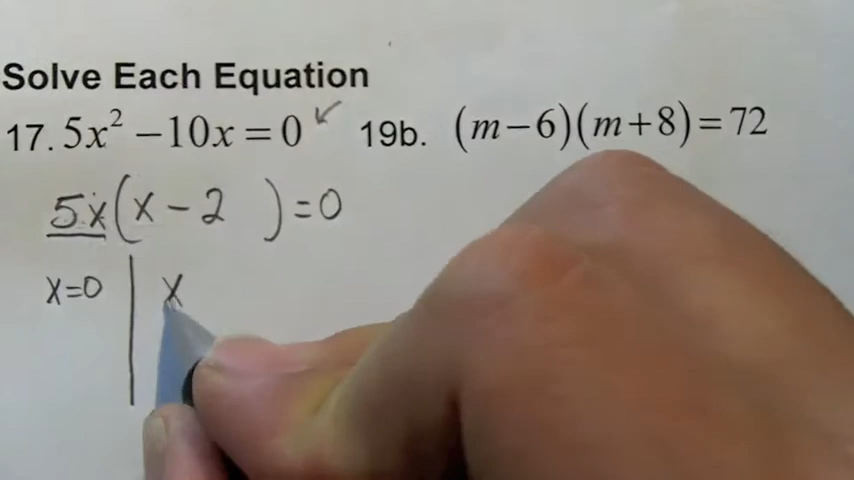 Solve Each Equation
17. 5x² − 10x = 0 ↙ 19b. (m − 6)(m + 8) = 72
5x(x − 2 ) = 0
x=0 | x